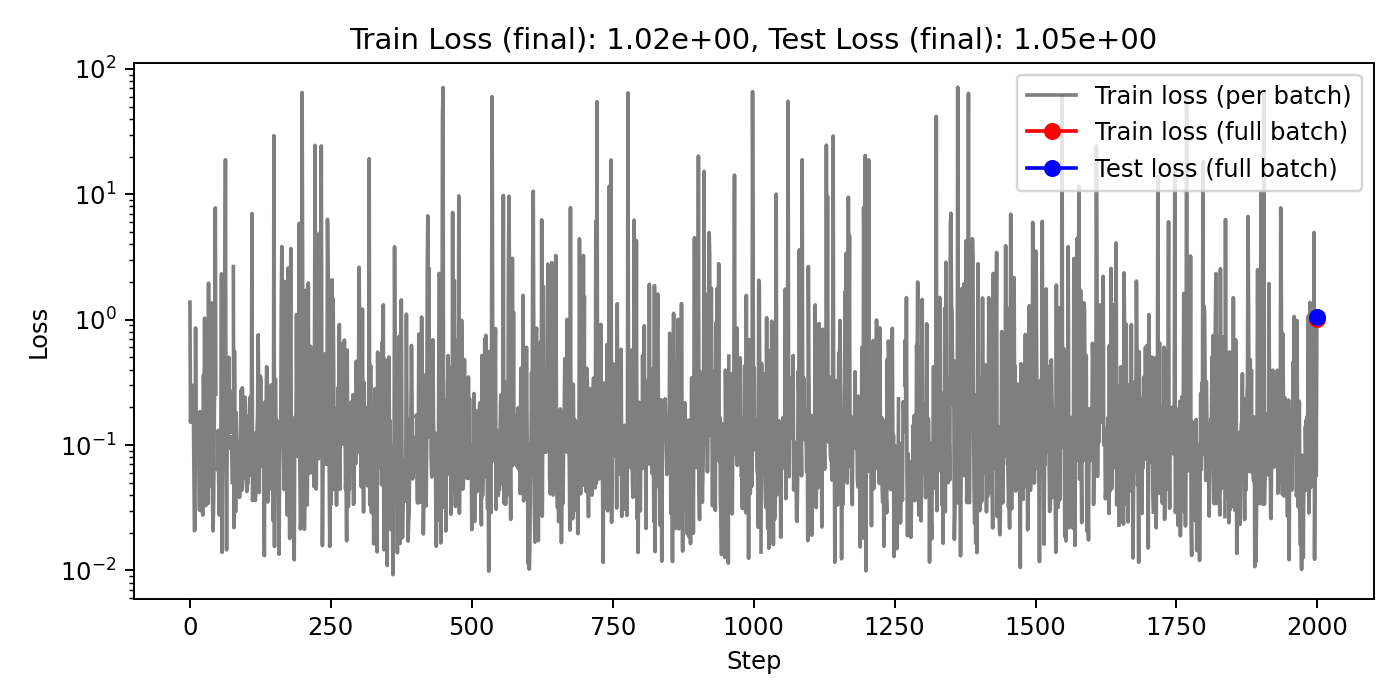 Train Loss (final): 1.02e+00, Test Loss (final): 1.05e+00
10²
10¹
10⁰
10⁻¹
10⁻²
Loss
Train loss (per batch)
Train loss (full batch)
Test loss (full batch)
0 250 500 750 1000 1250 1500 1750 2000
Step